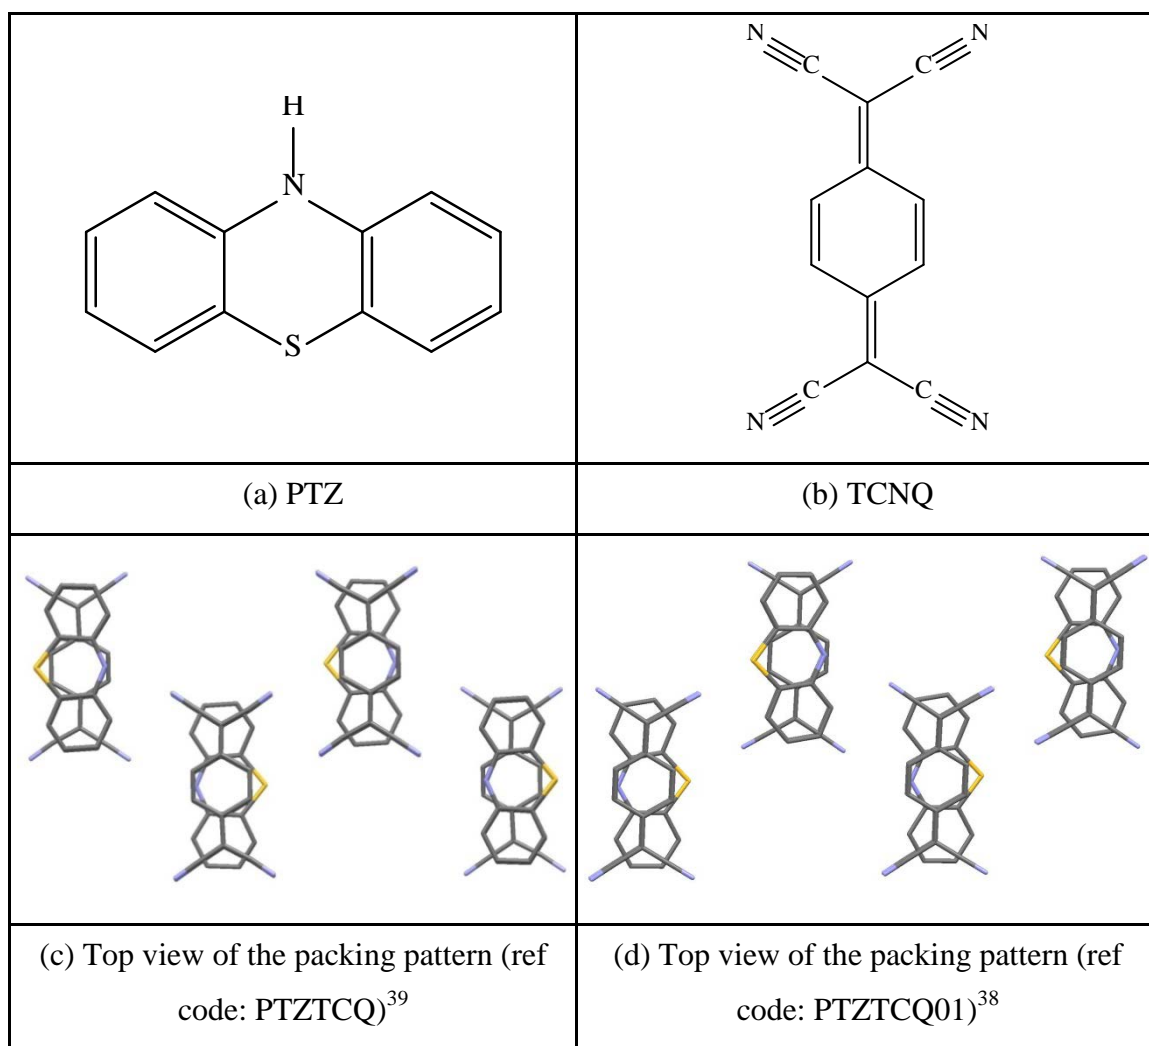 H
N
S
N
C
C
N
N
C
C
N
(a) PTZ
(b) TCNQ
(c) Top view of the packing pattern (ref
code: PTZTCQ)³⁹
(d) Top view of the packing pattern (ref
code: PTZTCQ01)³⁸